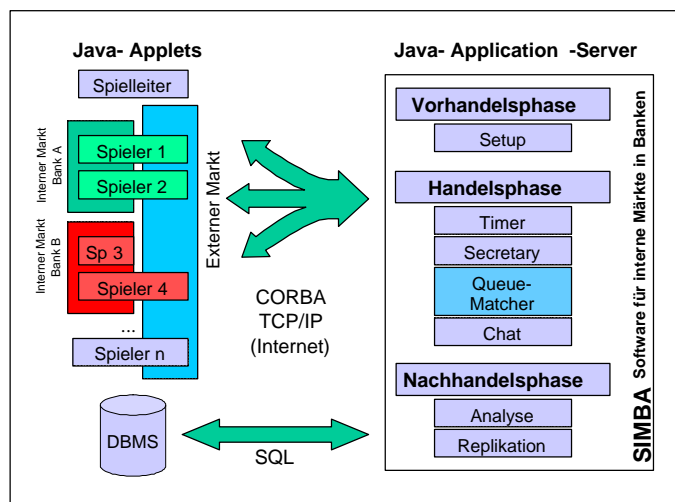 Java- Applets
Spielleiter
Interner Markt
Bank A
Spieler 1
Spieler 2
Interner Markt
Bank B
Sp 3
Spieler 4
...
Spieler n
Externer Markt
DBMS
CORBA
TCP/IP
(Internet)
SQL
Java- Application -Server
Vorhandelsphase
Setup
Handelsphase
Timer
Secretary
Queue-
Matcher
Chat
Nachhandelsphase
Analyse
Replikation
SIMBA Software für interne Märkte in Banken